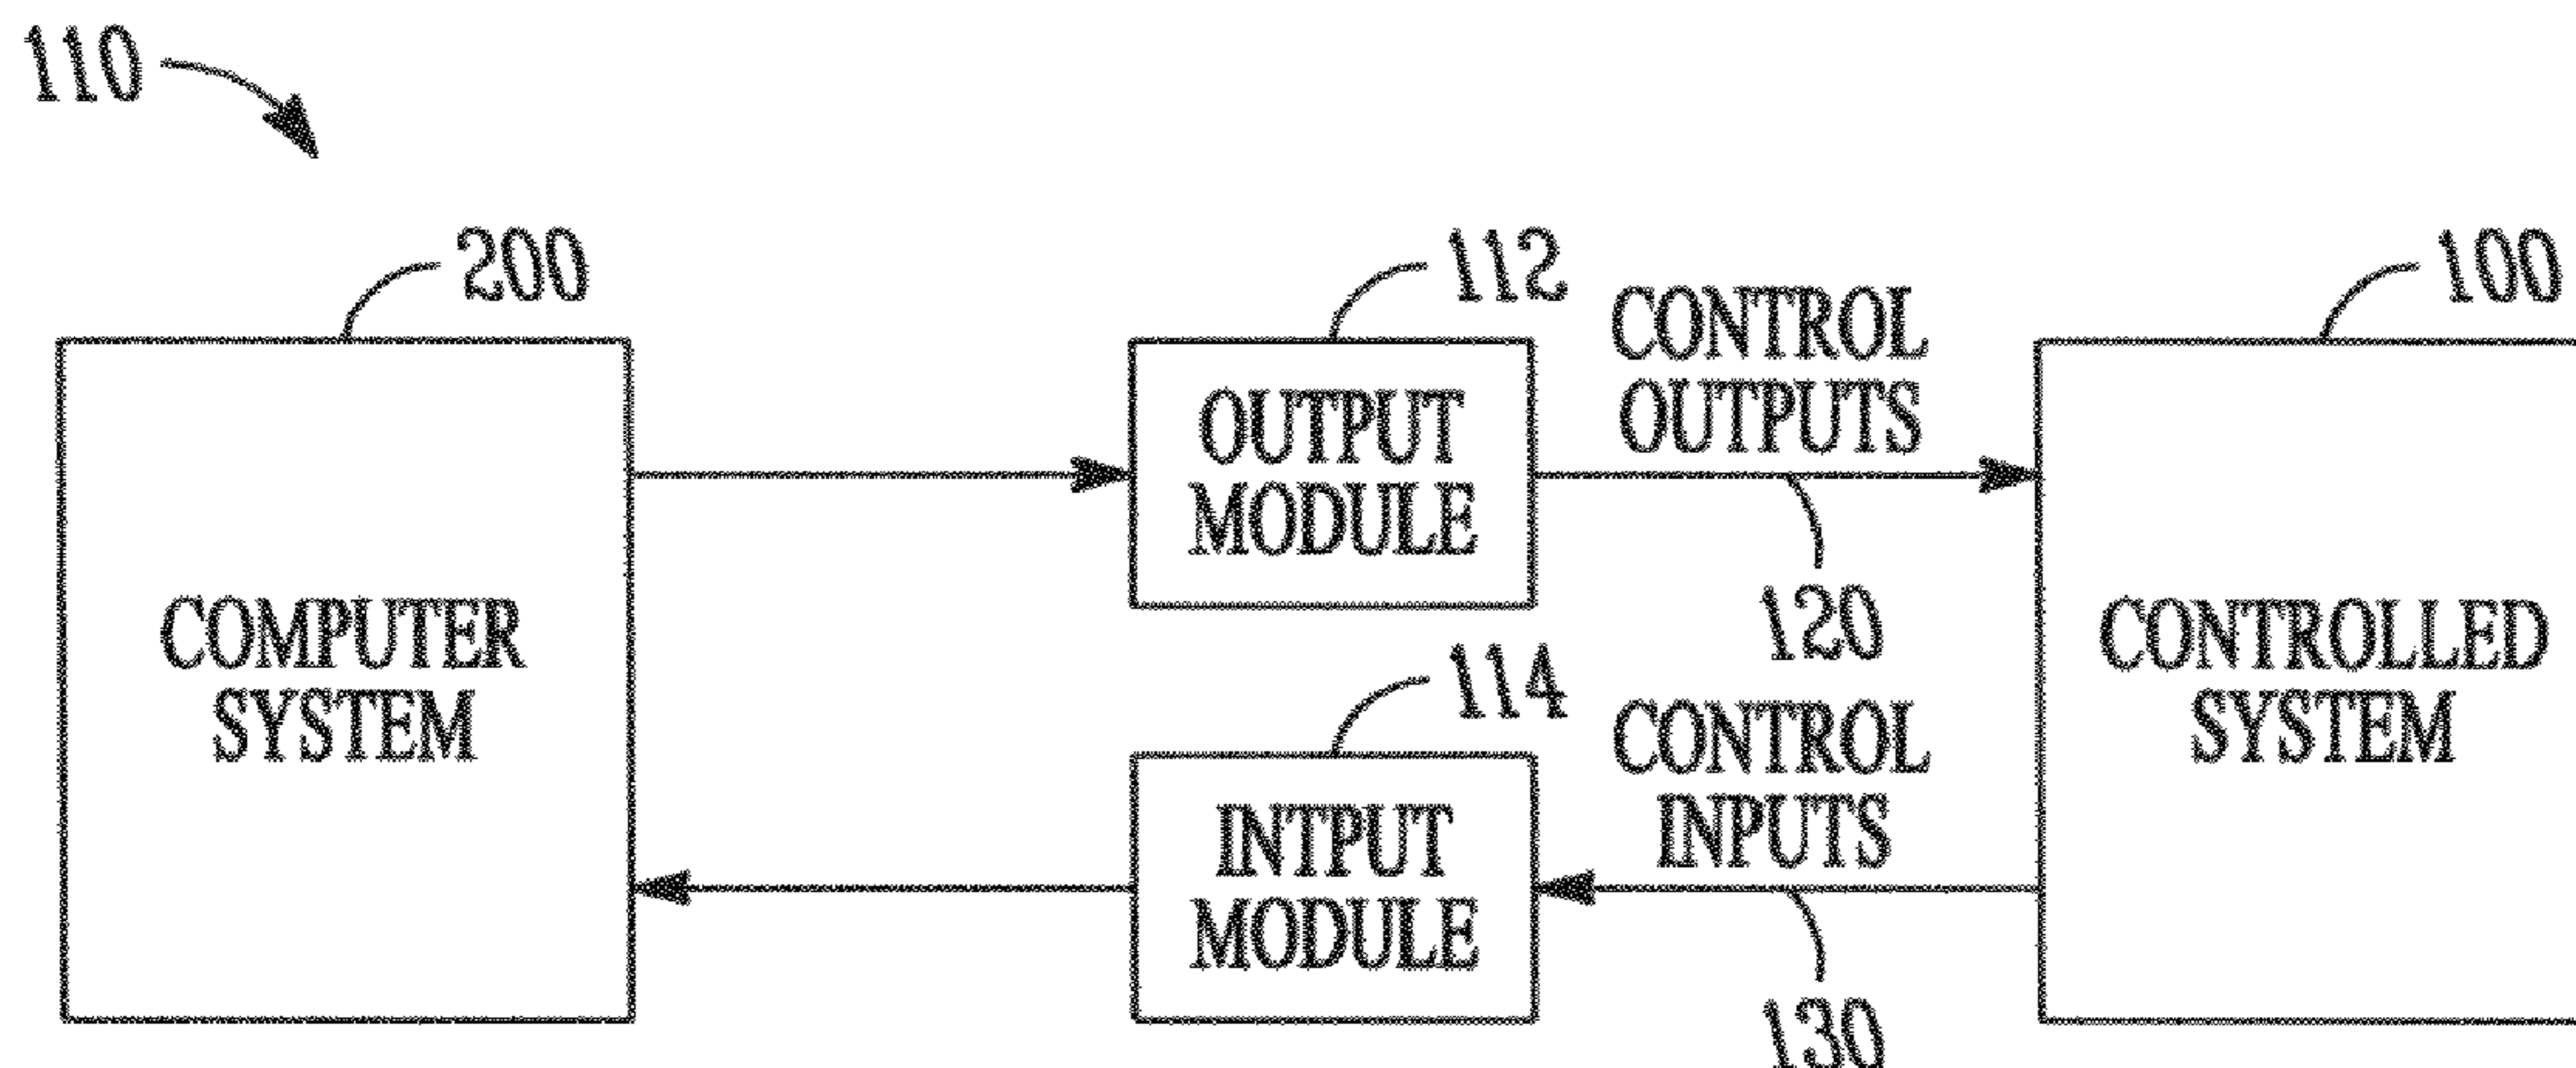 110
200
112
100
CONTROL
OUTPUTS
OUTPUT
MODULE
120
COMPUTER
SYSTEM
CONTROLLED
SYSTEM
114
CONTROL
INPUTS
INTPUT
MODULE
130